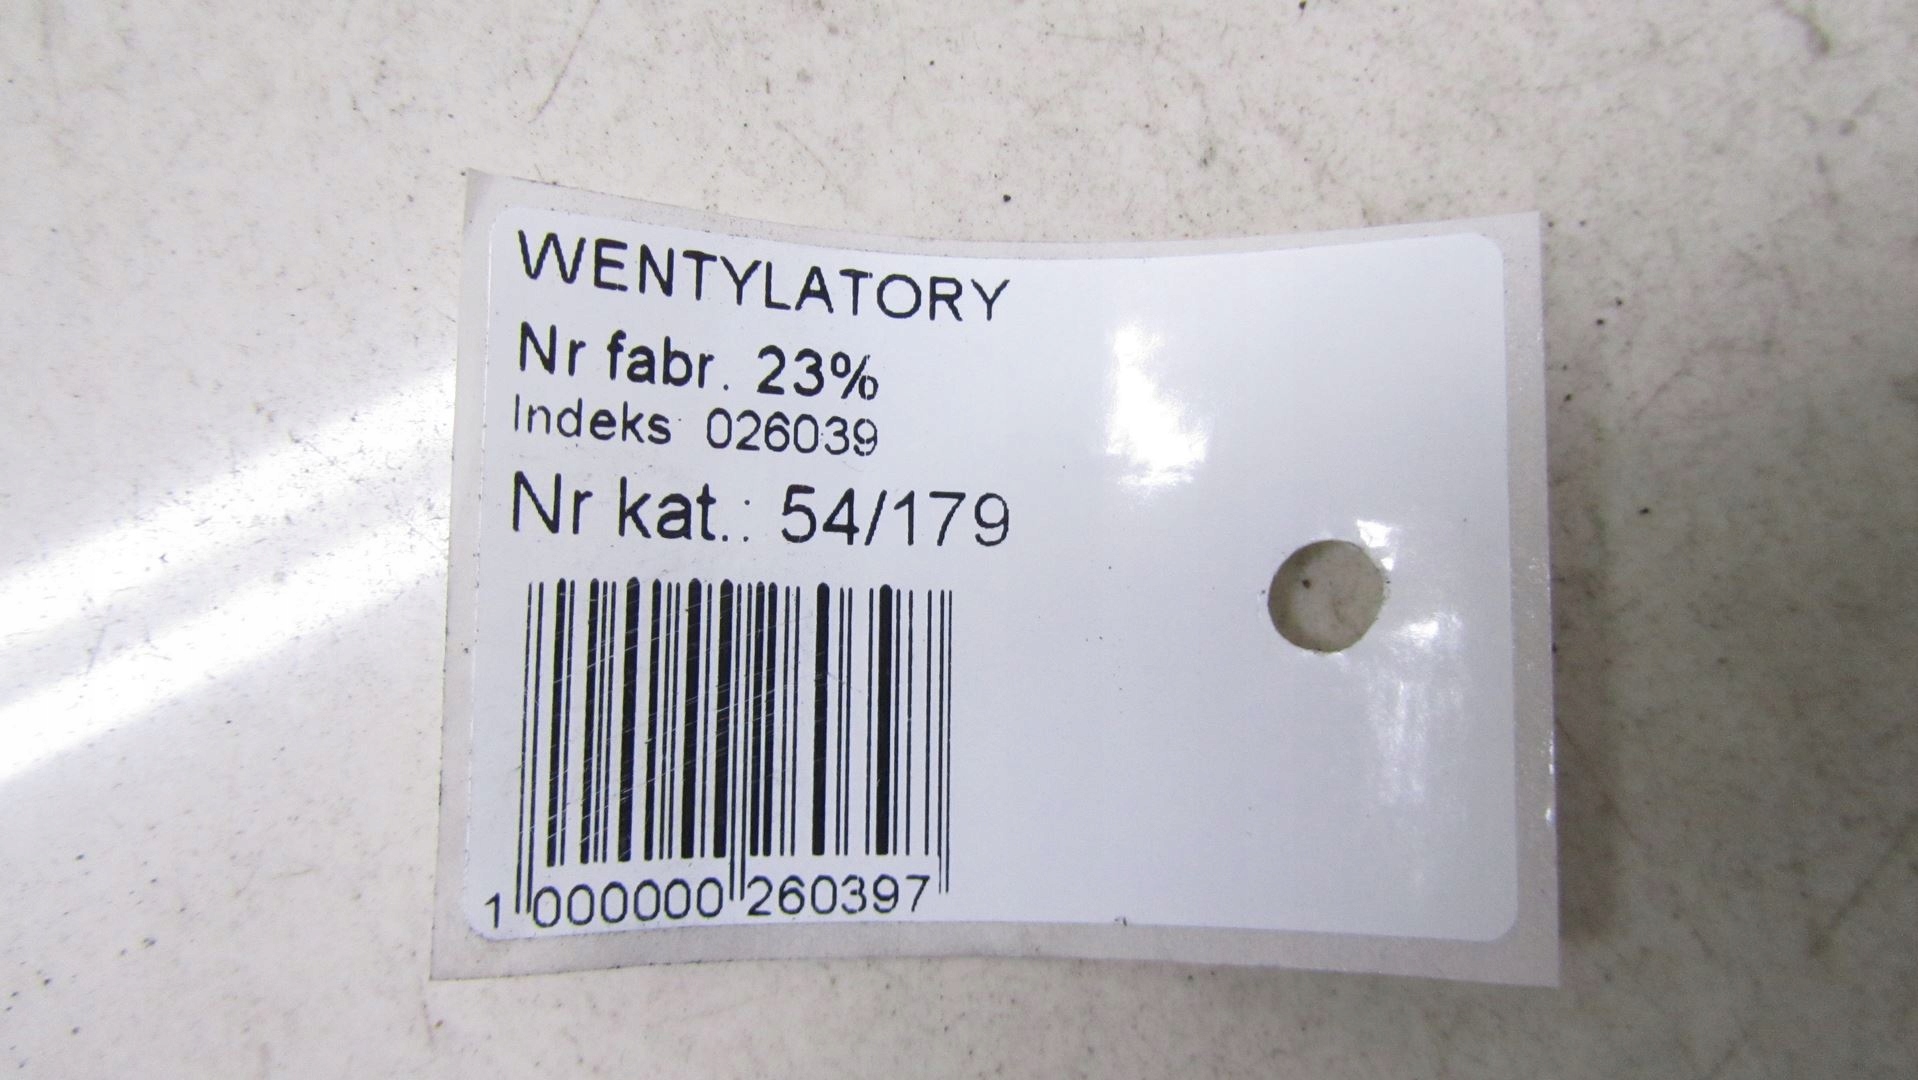 WENTYLATORY
Nr fabr. 23%
Indeks 026039
Nr kat.: 54/179
1 000000 260397